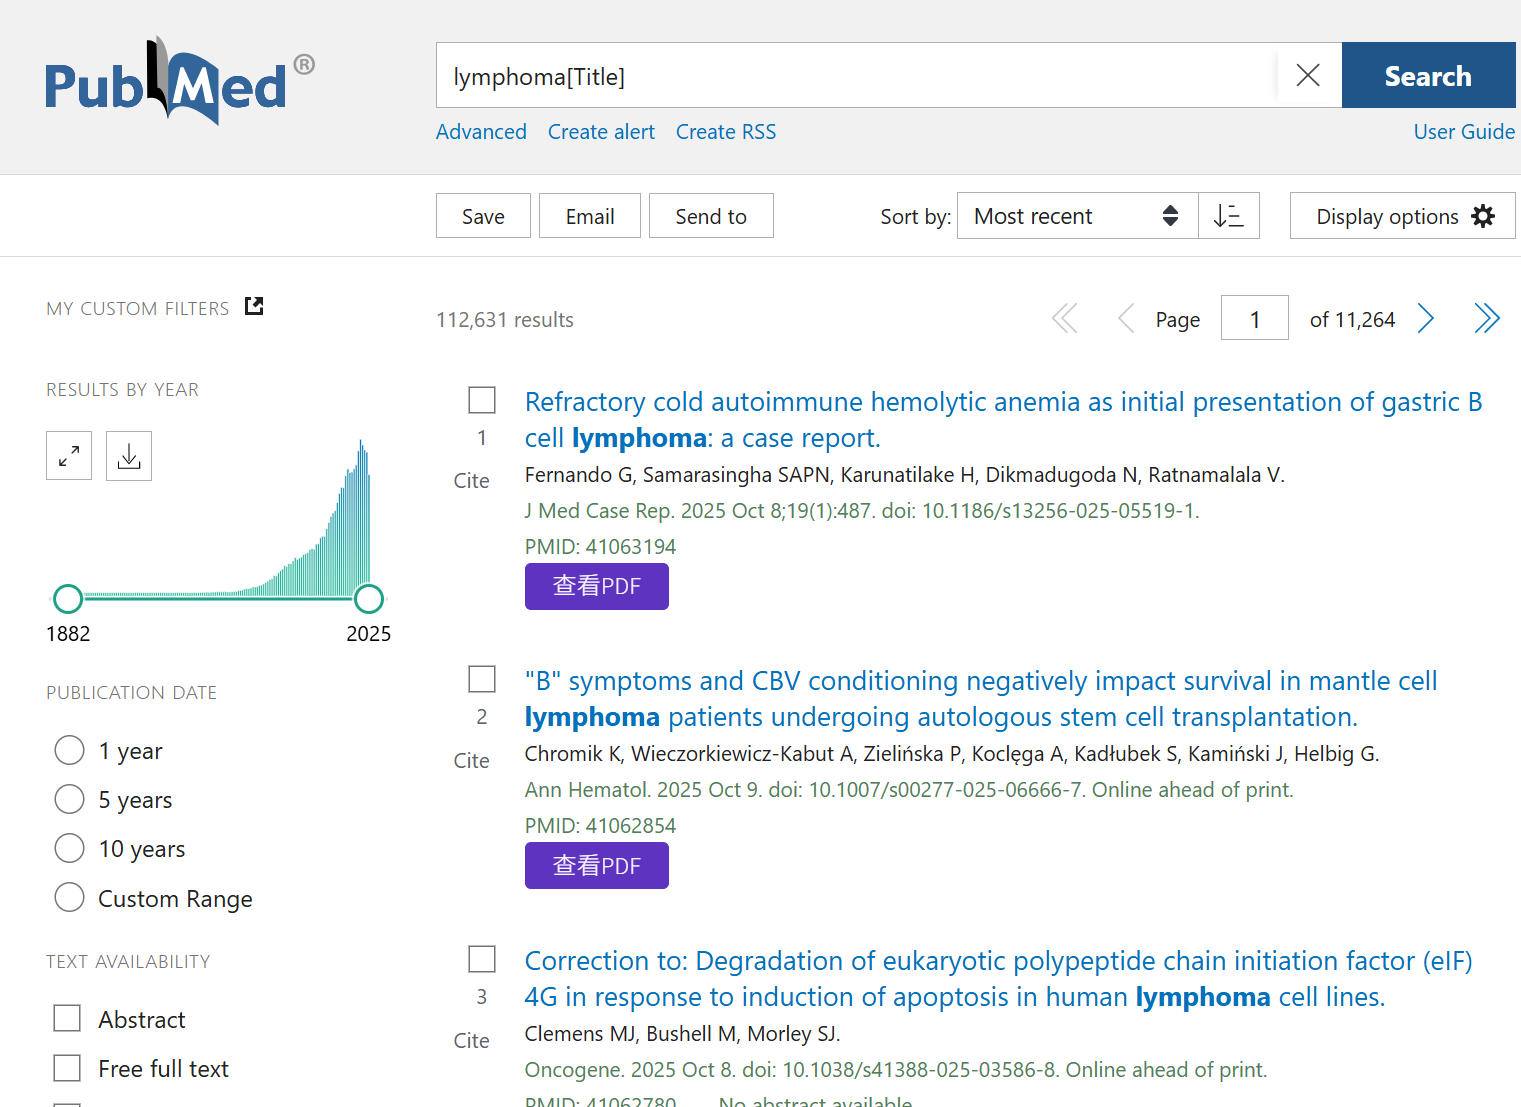 PubMed®
lymphoma[Title]
Search
Advanced Create alert Create RSS User Guide
Save Email Send to Sort by: Most recent Display options
MY CUSTOM FILTERS
112,631 results Page 1 of 11,264
RESULTS BY YEAR
1882 2025
PUBLICATION DATE
1 year
5 years
10 years
Custom Range
TEXT AVAILABILITY
Abstract
Free full text
Refractory cold autoimmune hemolytic anemia as initial presentation of gastric B
1
cell lymphoma: a case report.
Cite
Fernando G, Samarasingha SAPN, Karunatilake H, Dikmadugoda N, Ratnamalala V.
J Med Case Rep. 2025 Oct 8;19(1):487. doi: 10.1186/s13256-025-05519-1.
PMID: 41063194
查看PDF
"B" symptoms and CBV conditioning negatively impact survival in mantle cell
2
lymphoma patients undergoing autologous stem cell transplantation.
Cite
Chromik K, Wieczorkiewicz-Kabut A, Zielińska P, Koclęga A, Kadłubek S, Kamiński J, Helbig G.
Ann Hematol. 2025 Oct 9. doi: 10.1007/s00277-025-06666-7. Online ahead of print.
PMID: 41062854
查看PDF
Correction to: Degradation of eukaryotic polypeptide chain initiation factor (eIF)
3
4G in response to induction of apoptosis in human lymphoma cell lines.
Cite
Clemens MJ, Bushell M, Morley SJ.
Oncogene. 2025 Oct 8. doi: 10.1038/s41388-025-03586-8. Online ahead of print.
PMID: 41062780 No abstract available